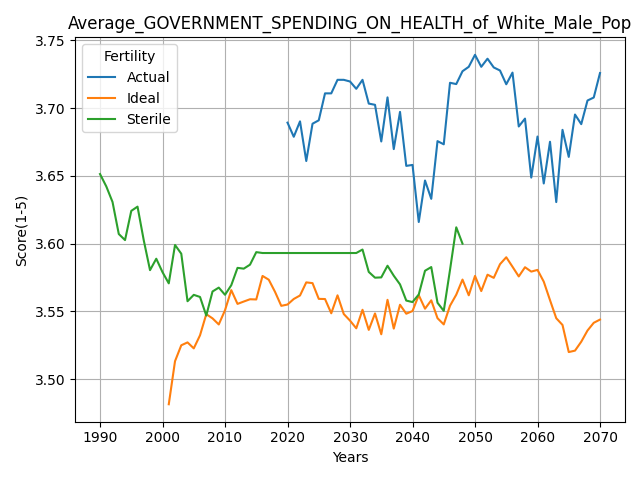 Average_GOVERNMENT_SPENDING_ON_HEALTH_of_White_Male_Pop
Fertility
Actual
Ideal
Sterile
3.75
3.70
3.65
3.60
3.55
3.50
Score(1-5)
1990 2000 2010 2020 2030 2040 2050 2060 2070
Years